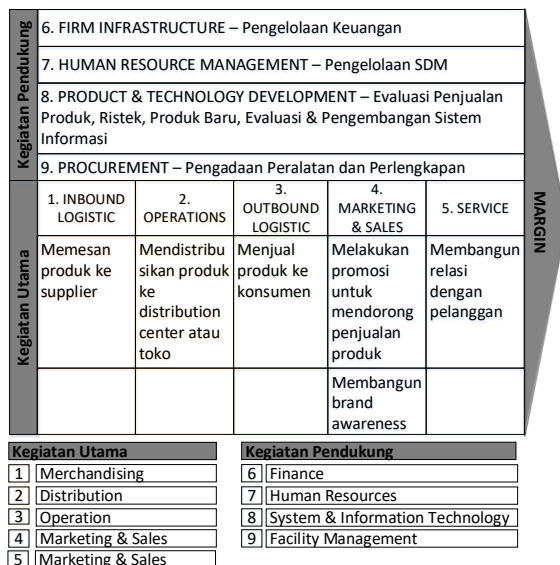 Kegiatan Pendukung
6. FIRM INFRASTRUCTURE – Pengelolaan Keuangan
7. HUMAN RESOURCE MANAGEMENT – Pengelolaan SDM
8. PRODUCT & TECHNOLOGY DEVELOPMENT – Evaluasi Penjualan
Produk, Ristek, Produk Baru, Evaluasi & Pengembangan Sistem
Informasi
9. PROCUREMENT – Pengadaan Peralatan dan Perlengkapan
Kegiatan Utama
1. INBOUND
LOGISTIC
2.
OPERATIONS
3.
OUTBOUND
LOGISTIC
4.
MARKETING
& SALES
5. SERVICE
Memesan
produk ke
supplier
Mendistribu
sikan produk
ke
distribution
center atau
toko
Menjual
produk ke
konsumen
Melakukan
promosi
untuk
mendorong
penjualan
produk
Membangun
relasi
dengan
pelanggan
Membangun
brand
awareness
MARGIN
Kegiatan Utama
1 Merchandising
2 Distribution
3 Operation
4 Marketing & Sales
5 Marketing & Sales
Kegiatan Pendukung
6 Finance
7 Human Resources
8 System & Information Technology
9 Facility Management